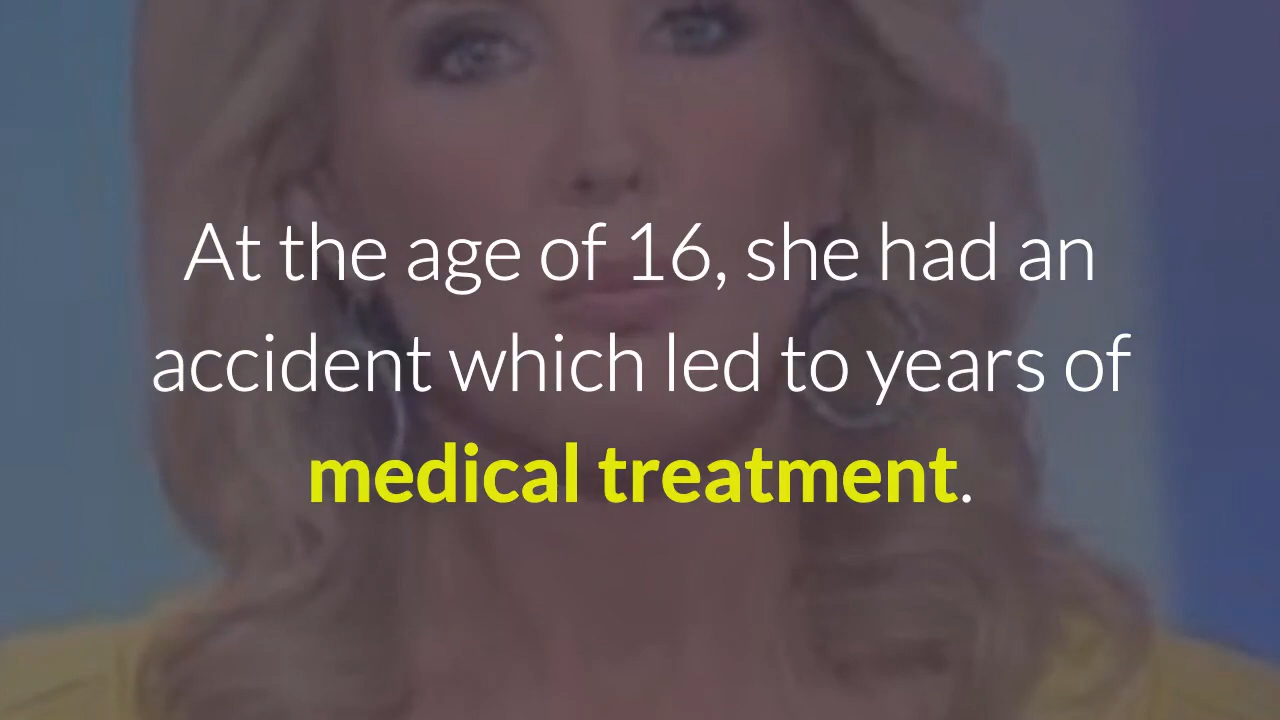 At the age of 16, she had an
accident which led to years of
medical treatment.